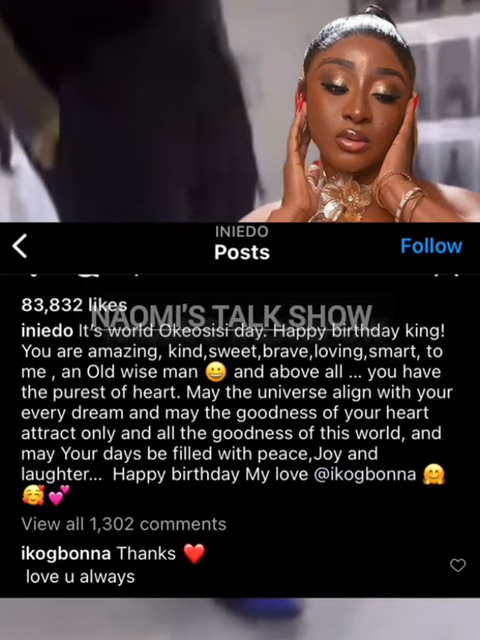 INIEDO
Posts
Follow
83,832 likes
NAOMI'S TALK SHOW
iniedo It's world Okeosisi day. Happy birthday king!
You are amazing, kind,sweet,brave,loving,smart, to
me , an Old wise man 😀 and above all ... you have
the purest of heart. May the universe align with your
every dream and may the goodness of your heart
attract only and all the goodness of this world, and
may Your days be filled with peace,Joy and
laughter... Happy birthday My love @ikogbonna 🤗
🥰💕
View all 1,302 comments
ikogbonna Thanks ❤️
love u always